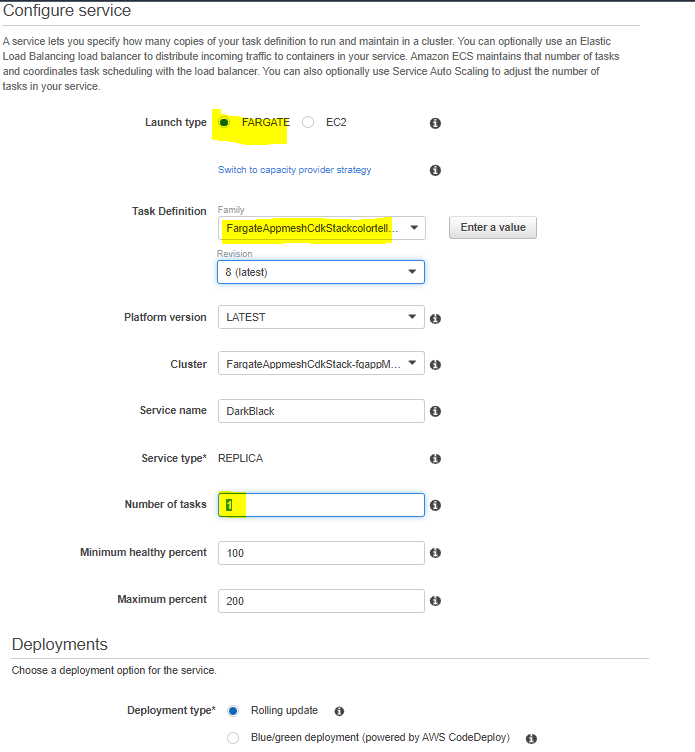 Configure service
A service lets you specify how many copies of your task definition to run and maintain in a cluster. You can optionally use an Elastic
Load Balancing load balancer to distribute incoming traffic to containers in your service. Amazon ECS maintains that number of tasks
and coordinates task scheduling with the load balancer. You can also optionally use Service Auto Scaling to adjust the number of
tasks in your service.
Launch type FARGATE EC2
Switch to capacity provider strategy
Task Definition Family
FargateAppmeshCdkStackcolortell... Enter a value
Revision
8 (latest)
Platform version LATEST
Cluster FargateAppmeshCdkStack-fgappM...
Service name DarkBlack
Service type* REPLICA
Number of tasks 1
Minimum healthy percent 100
Maximum percent 200
Deployments
Choose a deployment option for the service.
Deployment type* Rolling update
Blue/green deployment (powered by AWS CodeDeploy)